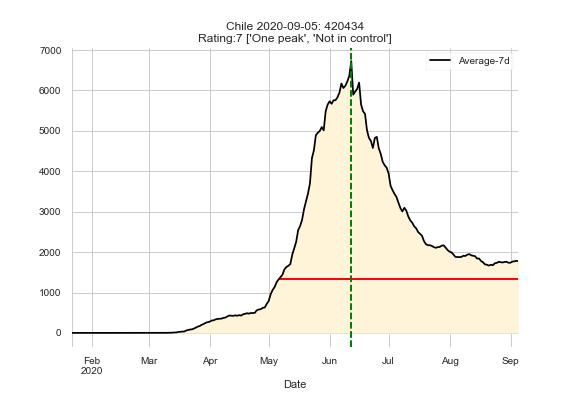 Chile 2020-09-05: 420434
Rating:7 ['One peak', 'Not in control']
Average-7d
7000
6000
5000
4000
3000
2000
1000
0
Feb
2020
Mar
Apr
May
Jun
Jul
Aug
Sep
Date